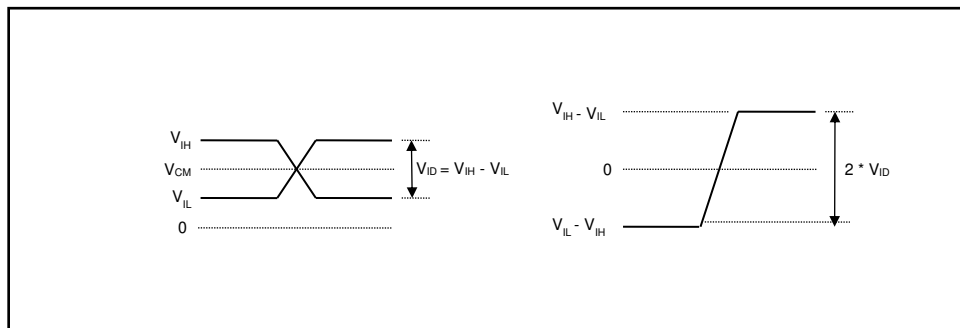 V_IH
V_CM
V_IL
0
V_ID = V_IH - V_IL
V_IH - V_IL
0
V_IL - V_IH
2 * V_ID